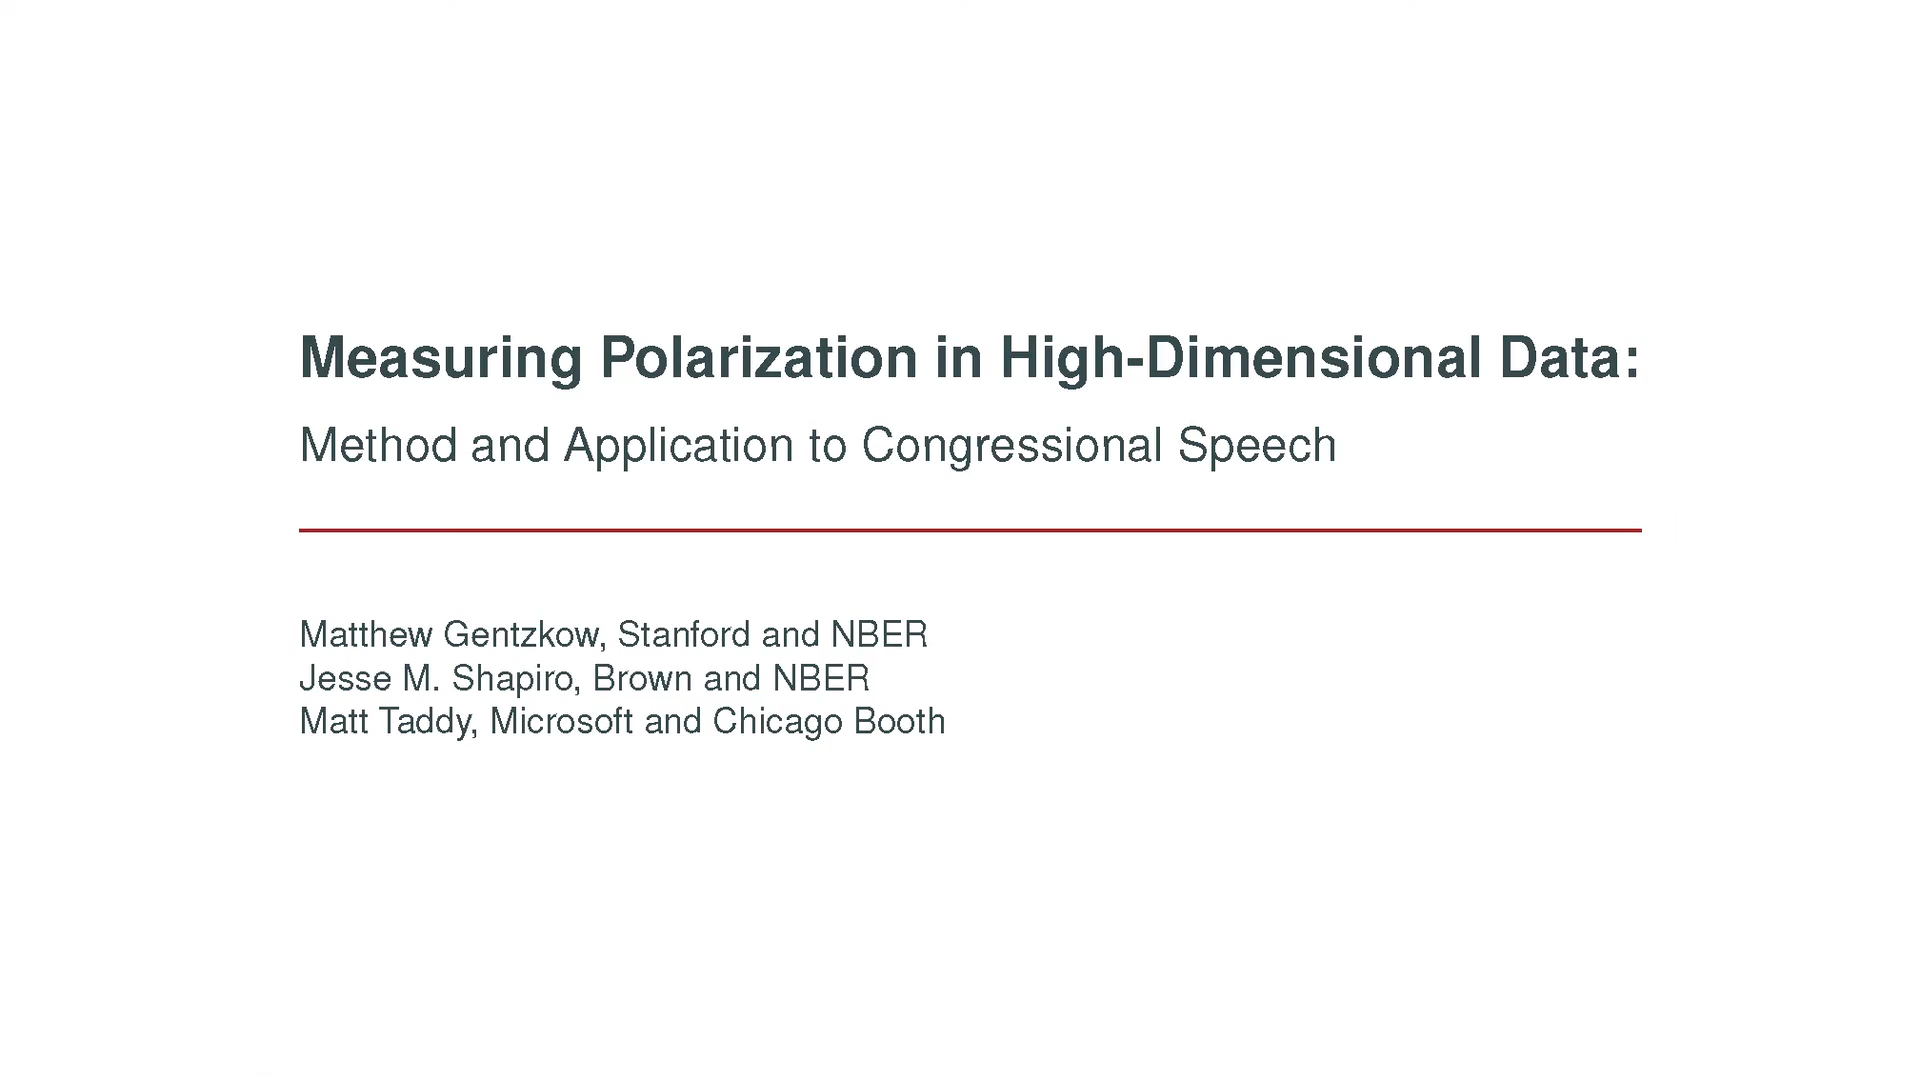 Measuring Polarization in High-Dimensional Data:
Method and Application to Congressional Speech
Matthew Gentzkow, Stanford and NBER
Jesse M. Shapiro, Brown and NBER
Matt Taddy, Microsoft and Chicago Booth